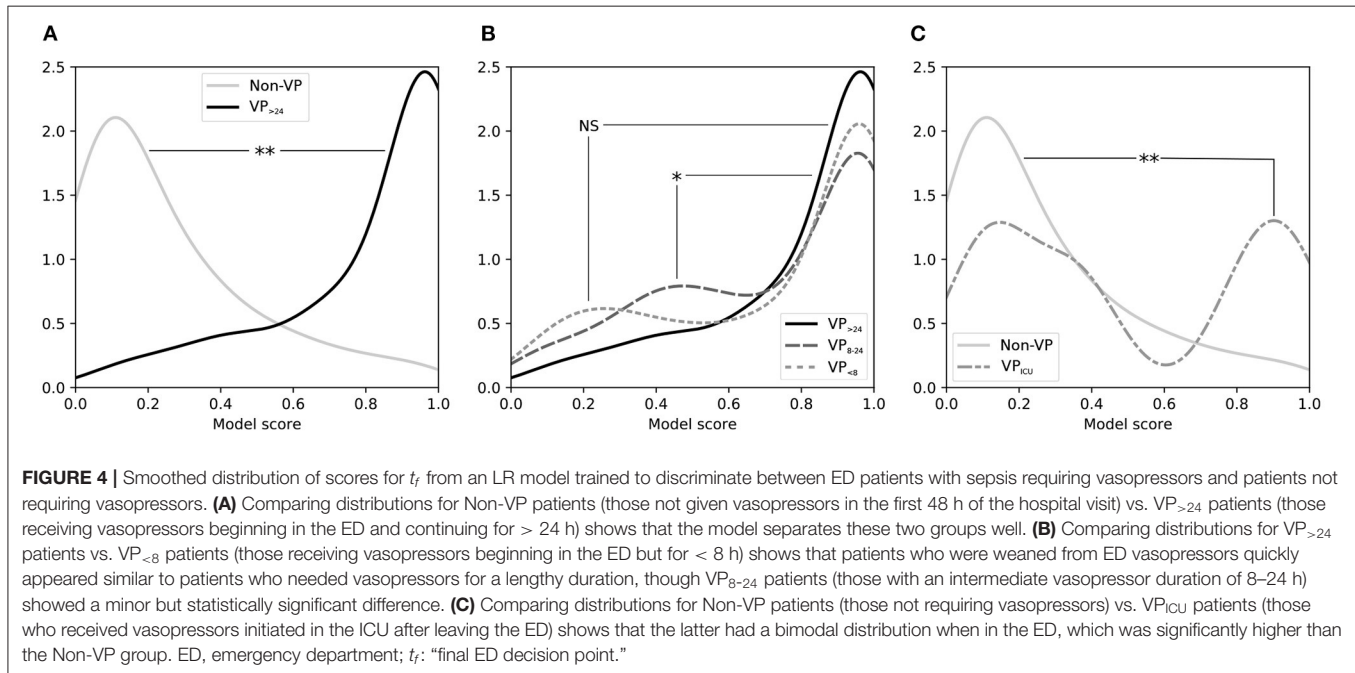 A
B
C
2.5
2.0
1.5
1.0
0.5
0.0
0.0 0.2 0.4 0.6 0.8 1.0
Model score
Non-VP
VP>24
**
2.5
2.0
1.5
1.0
0.5
0.0
0.0 0.2 0.4 0.6 0.8 1.0
Model score
NS
*
VP>24
VP8-24
VP<8
2.5
2.0
1.5
1.0
0.5
0.0
0.0 0.2 0.4 0.6 0.8 1.0
Model score
**
Non-VP
VPICU
FIGURE 4 | Smoothed distribution of scores for tf from an LR model trained to discriminate between ED patients with sepsis requiring vasopressors and patients not
requiring vasopressors. (A) Comparing distributions for Non-VP patients (those not given vasopressors in the first 48 h of the hospital visit) vs. VP>24 patients (those
receiving vasopressors beginning in the ED and continuing for > 24 h) shows that the model separates these two groups well. (B) Comparing distributions for VP>24
patients vs. VP<8 patients (those receiving vasopressors beginning in the ED but for < 8 h) shows that patients who were weaned from ED vasopressors quickly
appeared similar to patients who needed vasopressors for a lengthy duration, though VP8-24 patients (those with an intermediate vasopressor duration of 8–24 h)
showed a minor but statistically significant difference. (C) Comparing distributions for Non-VP patients (those not requiring vasopressors) vs. VPICU patients (those
who received vasopressors initiated in the ICU after leaving the ED) shows that the latter had a bimodal distribution when in the ED, which was significantly higher than
the Non-VP group. ED, emergency department; tf: “final ED decision point.”